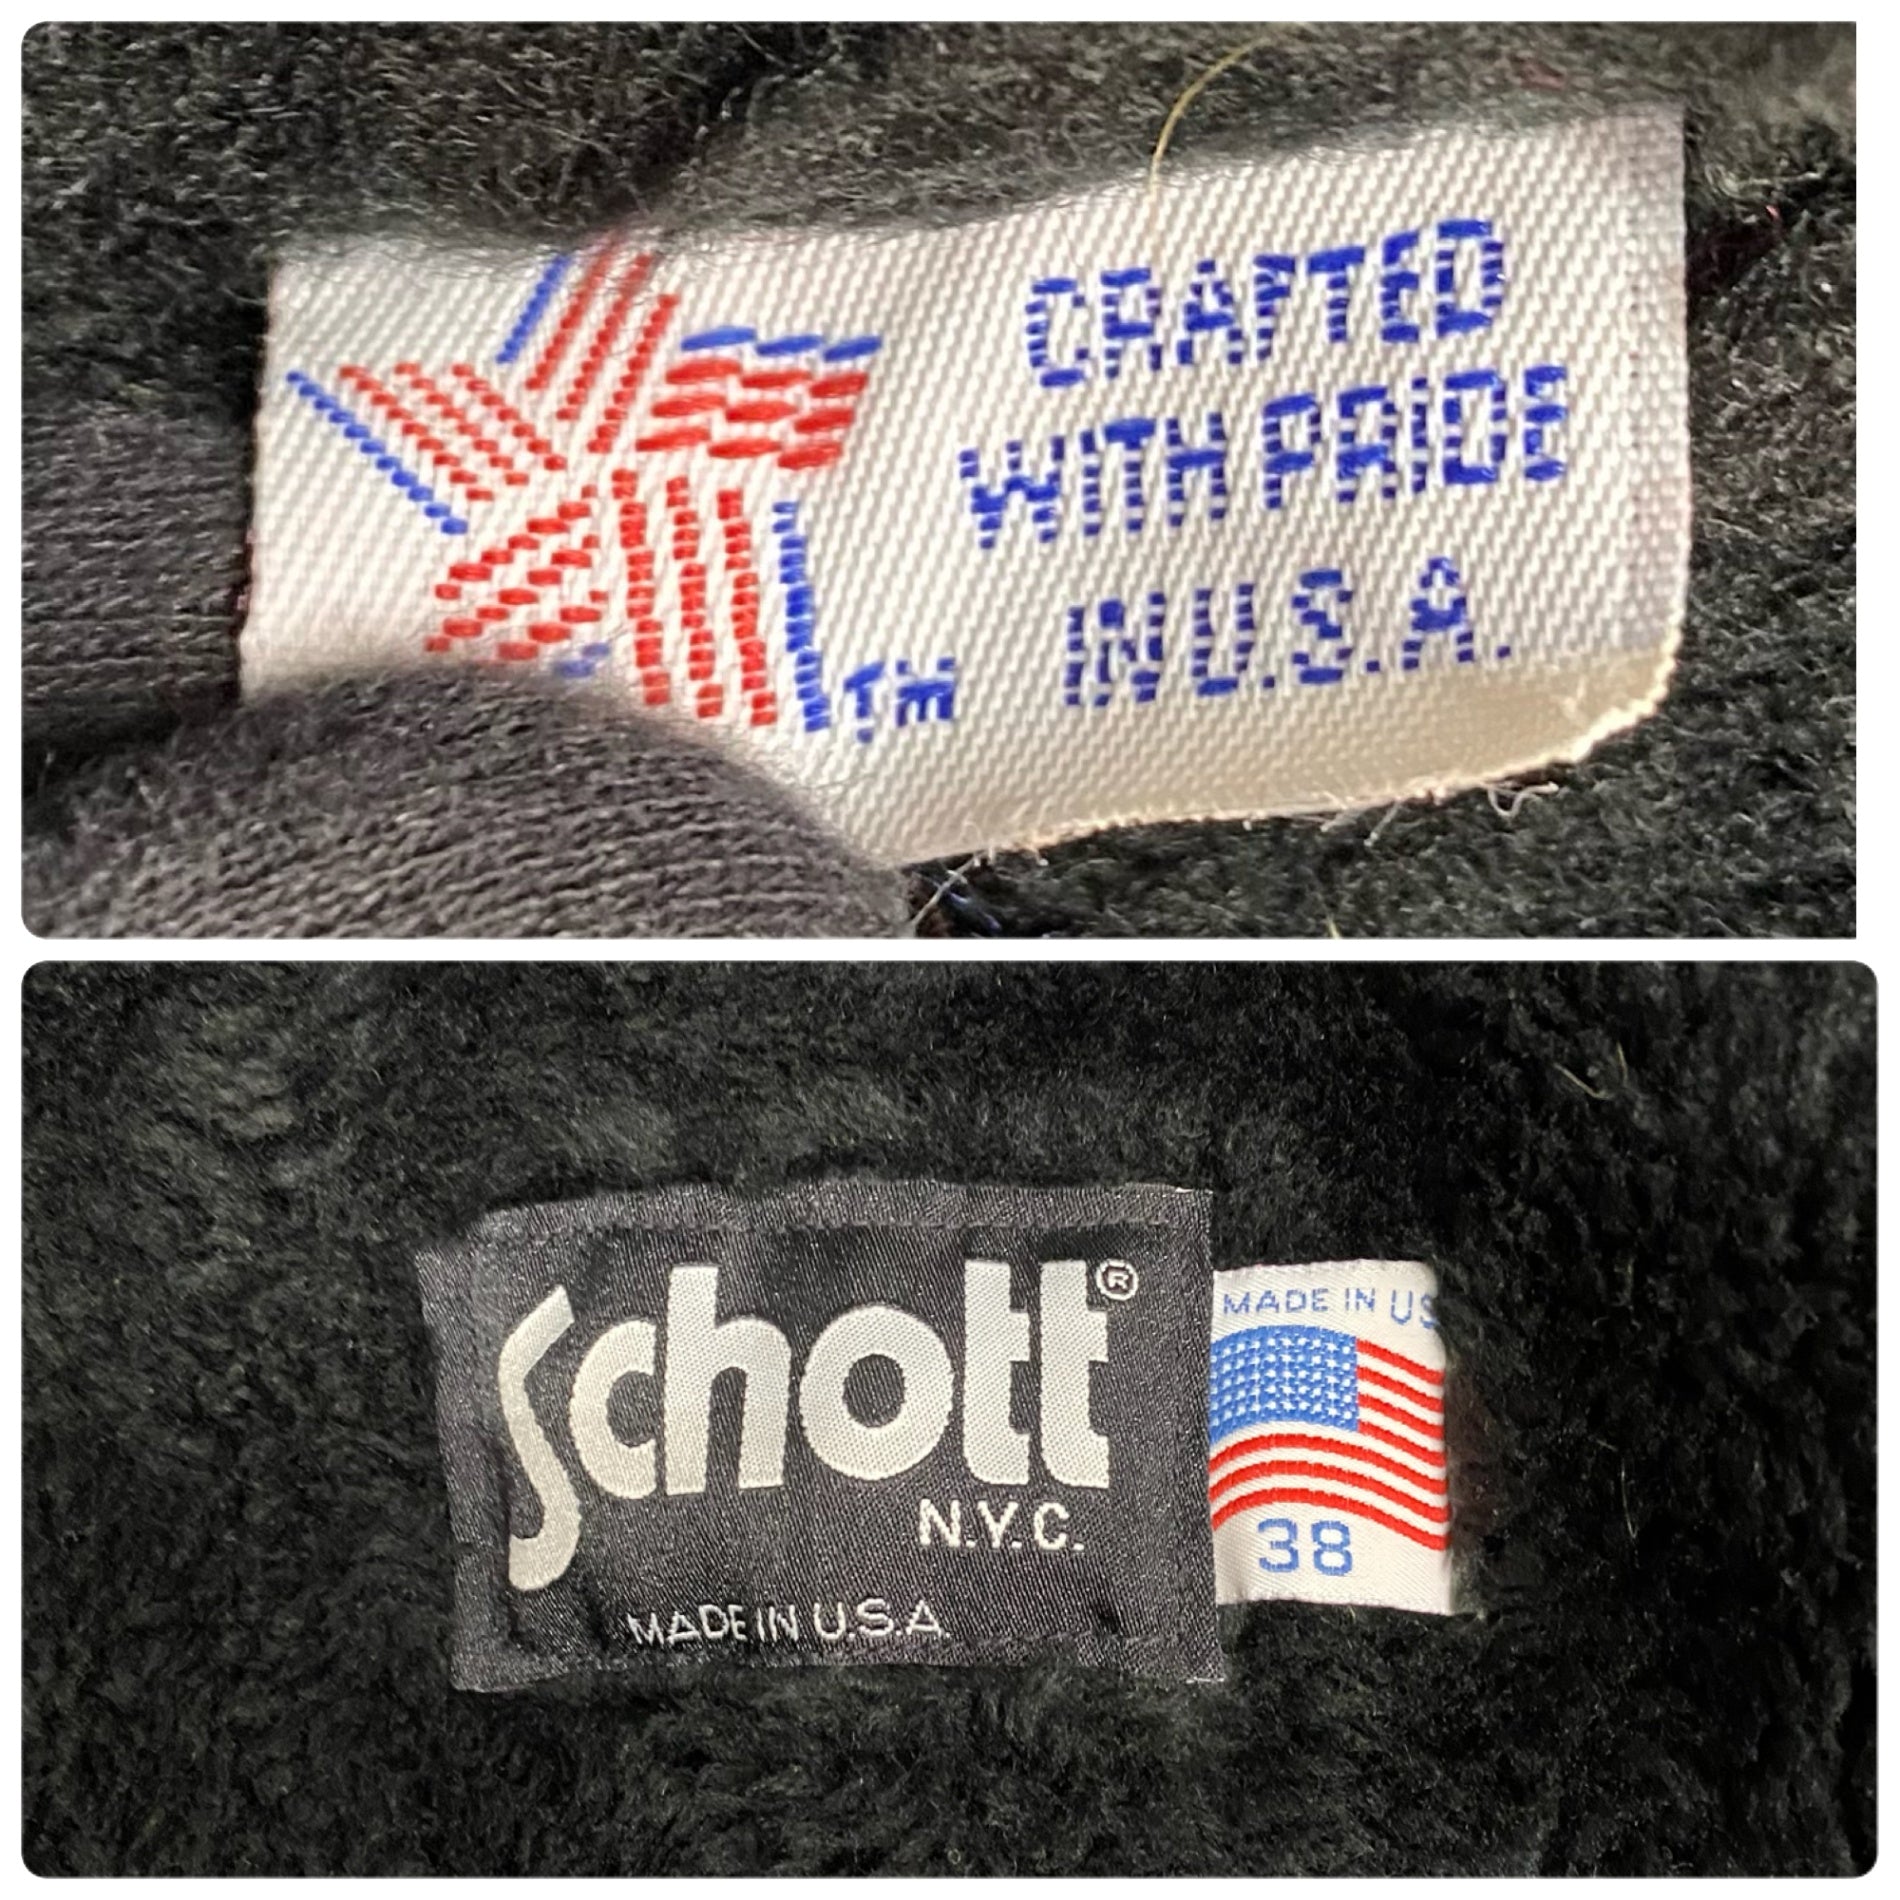 CRAFTED
WITH PRIDE
IN U.S.A.
TM
Schott®
N.Y.C.
MADE IN U.S.A.
MADE IN US
38